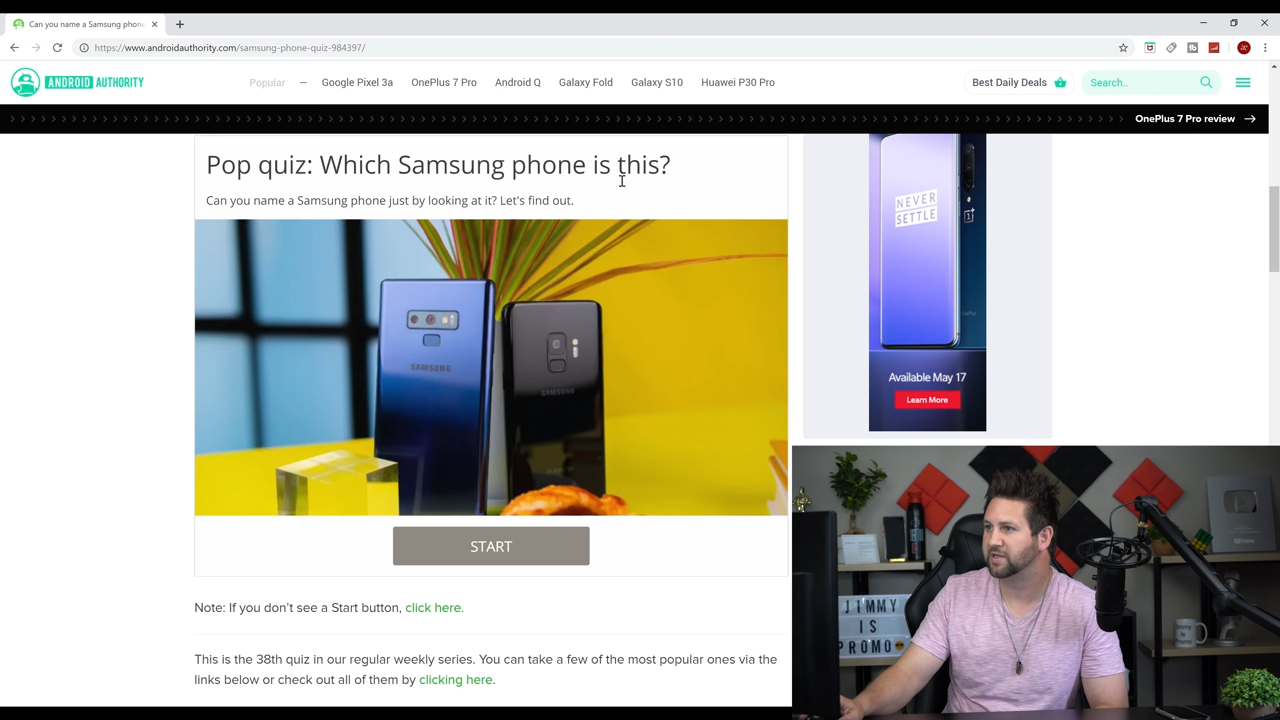 Can you name a Samsung phone
https://www.androidauthority.com/samsung-phone-quiz-984397/
ANDROID AUTHORITY
Popular — Google Pixel 3a OnePlus 7 Pro Android Q Galaxy Fold Galaxy S10 Huawei P30 Pro
Best Daily Deals
Search..
OnePlus 7 Pro review
Pop quiz: Which Samsung phone is this?
Can you name a Samsung phone just by looking at it? Let's find out.
SAMSUNG
SAMSUNG
START
Note: If you don't see a Start button, click here.
This is the 38th quiz in our regular weekly series. You can take a few of the most popular ones via the
links below or check out all of them by clicking here.
NEVER
SETTLE
Available May 17
Learn More
JIMMY
IS
PROMO
Jimmy
is
Promo